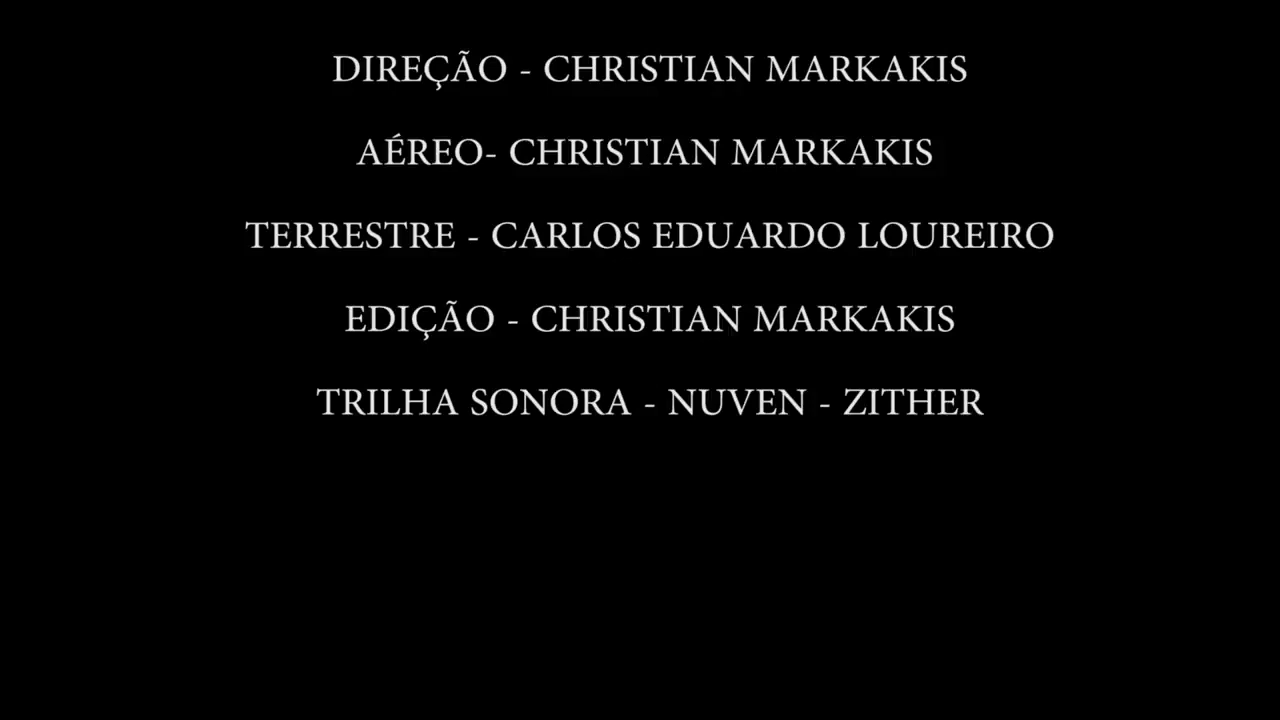 DIREÇÃO - CHRISTIAN MARKAKIS
AÉREO- CHRISTIAN MARKAKIS
TERRESTRE - CARLOS EDUARDO LOUREIRO
EDIÇÃO - CHRISTIAN MARKAKIS
TRILHA SONORA - NUVEN - ZITHER